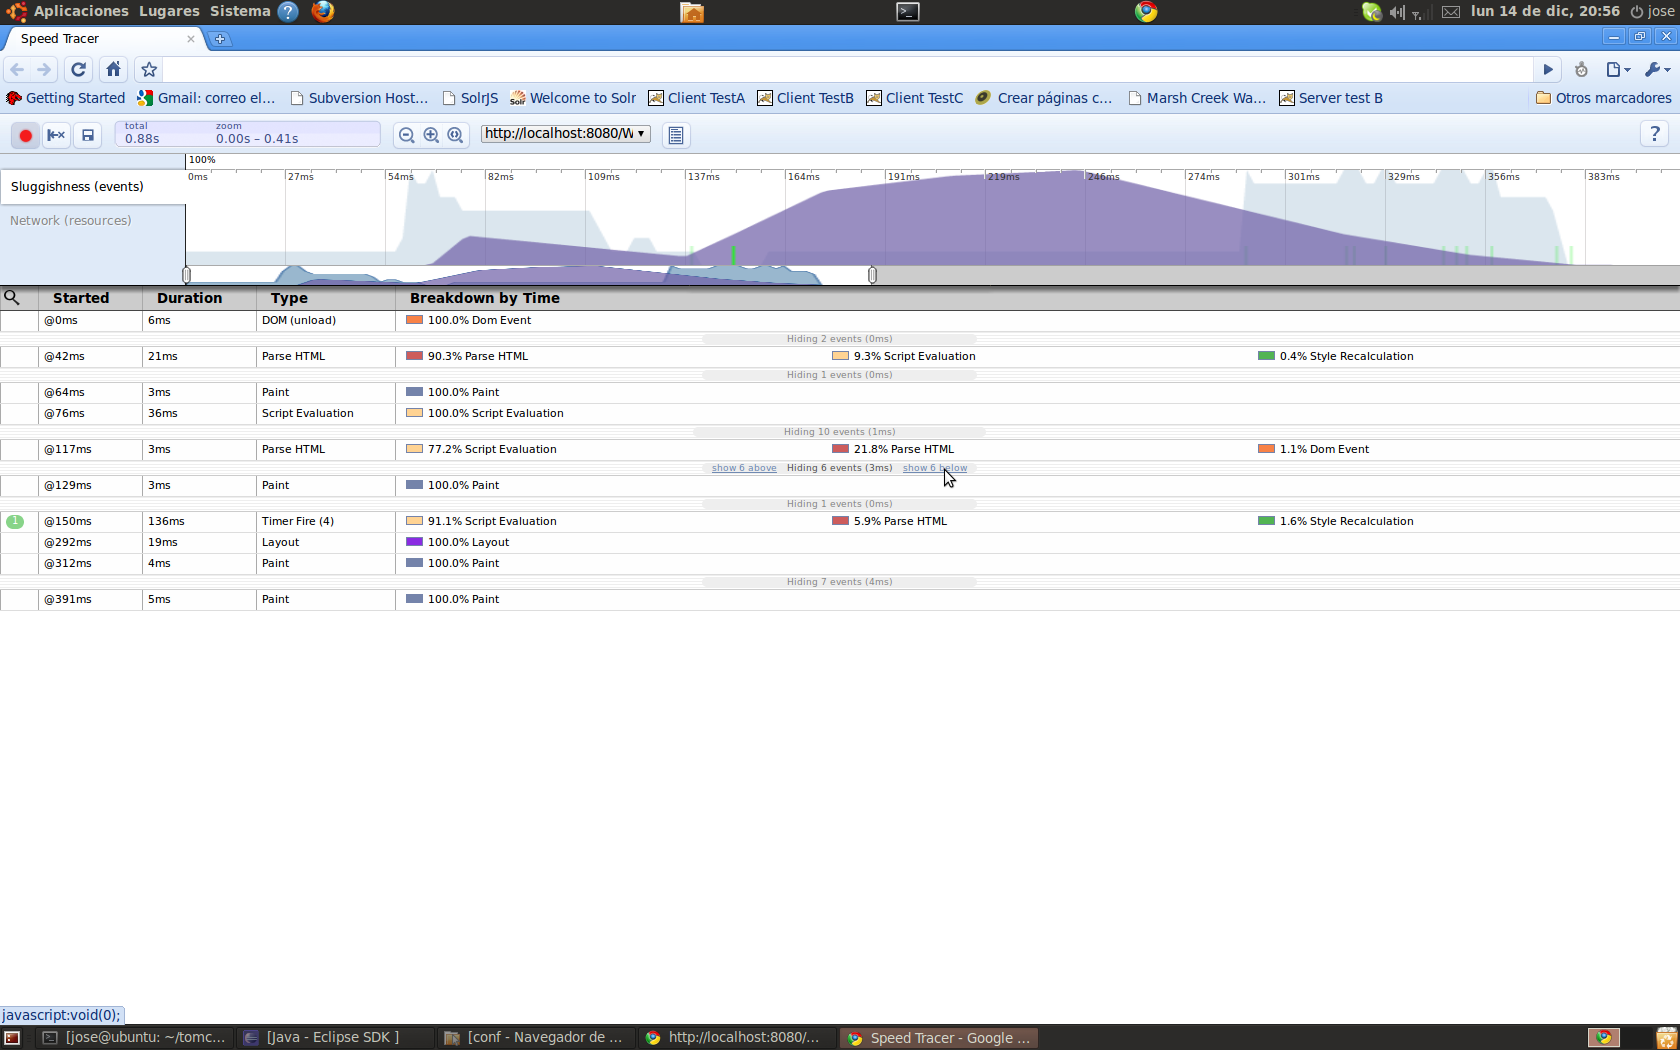 Aplicaciones Lugares Sistema lun 14 de dic, 20:56 jose
Speed Tracer
Getting Started Gmail: correo el... Subversion Host... SolrJS Welcome to Solr Client TestA Client TestB Client TestC Crear páginas c... Marsh Creek Wa... Server test B Otros marcadores
total zoom
0.88s 0.00s – 0.41s http://localhost:8080/W ?
100%
0ms 27ms 54ms 82ms 109ms 137ms 164ms 191ms 219ms 246ms 274ms 301ms 329ms 356ms 383ms
Sluggishness (events)
Network (resources)
Started Duration Type Breakdown by Time
@0ms 6ms DOM (unload) 100.0% Dom Event
Hiding 2 events (0ms)
@42ms 21ms Parse HTML 90.3% Parse HTML 9.3% Script Evaluation 0.4% Style Recalculation
Hiding 1 events (0ms)
@64ms 3ms Paint 100.0% Paint
@76ms 36ms Script Evaluation 100.0% Script Evaluation
Hiding 10 events (1ms)
@117ms 3ms Parse HTML 77.2% Script Evaluation 21.8% Parse HTML 1.1% Dom Event
show 6 above Hiding 6 events (3ms) show 6 below
@129ms 3ms Paint 100.0% Paint
Hiding 1 events (0ms)
1 @150ms 136ms Timer Fire (4) 91.1% Script Evaluation 5.9% Parse HTML 1.6% Style Recalculation
@292ms 19ms Layout 100.0% Layout
@312ms 4ms Paint 100.0% Paint
Hiding 7 events (4ms)
@391ms 5ms Paint 100.0% Paint
javascript:void(0);
[jose@ubuntu: ~/tomc... [Java - Eclipse SDK ] [conf - Navegador de ... http://localhost:8080/... Speed Tracer - Google ...